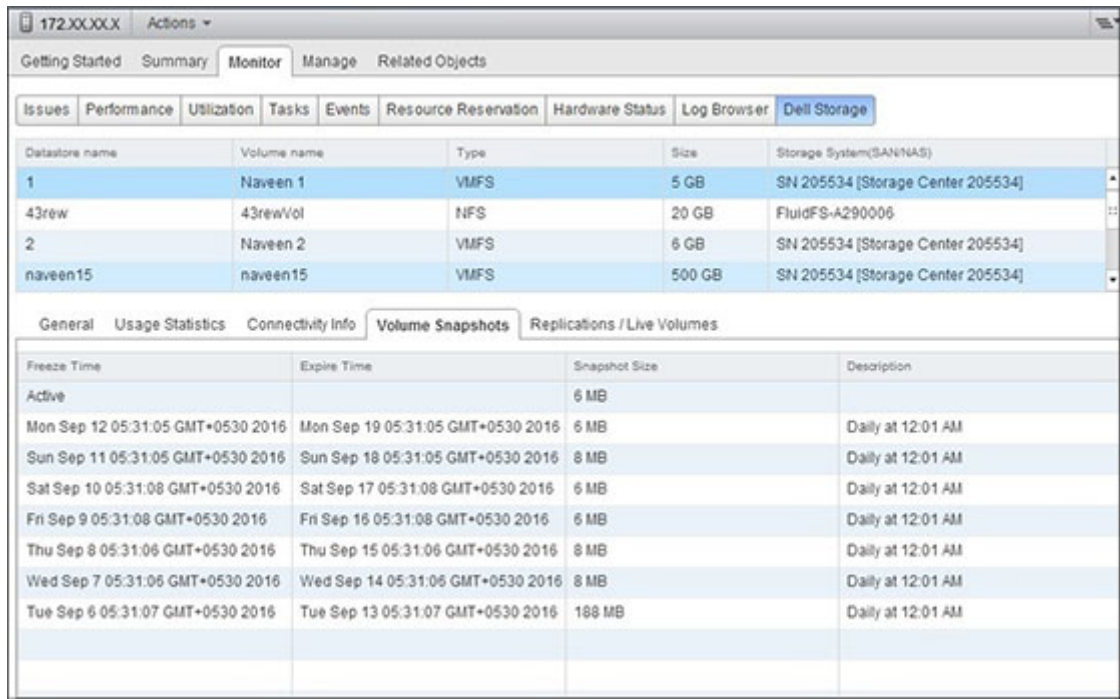 172.XX.XX.X Actions
Getting Started Summary Monitor Manage Related Objects
Issues Performance Utilization Tasks Events Resource Reservation Hardware Status Log Browser Dell Storage
Datastore name Volume name Type Size Storage System(SAN/NAS)
1 Naveen 1 VMFS 5 GB SN 205534 [Storage Center 205534]
43rew 43rewVol NFS 20 GB FluidFS-A290006
2 Naveen 2 VMFS 6 GB SN 205534 [Storage Center 205534]
naveen15 naveen15 VMFS 500 GB SN 205534 [Storage Center 205534]
General Usage Statistics Connectivity Info Volume Snapshots Replications / Live Volumes
Freeze Time Expire Time Snapshot Size Description
Active 6 MB
Mon Sep 12 05:31:05 GMT+0530 2016 Mon Sep 19 05:31:05 GMT+0530 2016 6 MB Daily at 12:01 AM
Sun Sep 11 05:31:05 GMT+0530 2016 Sun Sep 18 05:31:05 GMT+0530 2016 8 MB Daily at 12:01 AM
Sat Sep 10 05:31:08 GMT+0530 2016 Sat Sep 17 05:31:08 GMT+0530 2016 6 MB Daily at 12:01 AM
Fri Sep 9 05:31:08 GMT+0530 2016 Fri Sep 16 05:31:08 GMT+0530 2016 6 MB Daily at 12:01 AM
Thu Sep 8 05:31:06 GMT+0530 2016 Thu Sep 15 05:31:06 GMT+0530 2016 8 MB Daily at 12:01 AM
Wed Sep 7 05:31:06 GMT+0530 2016 Wed Sep 14 05:31:06 GMT+0530 2016 8 MB Daily at 12:01 AM
Tue Sep 6 05:31:07 GMT+0530 2016 Tue Sep 13 05:31:07 GMT+0530 2016 188 MB Daily at 12:01 AM